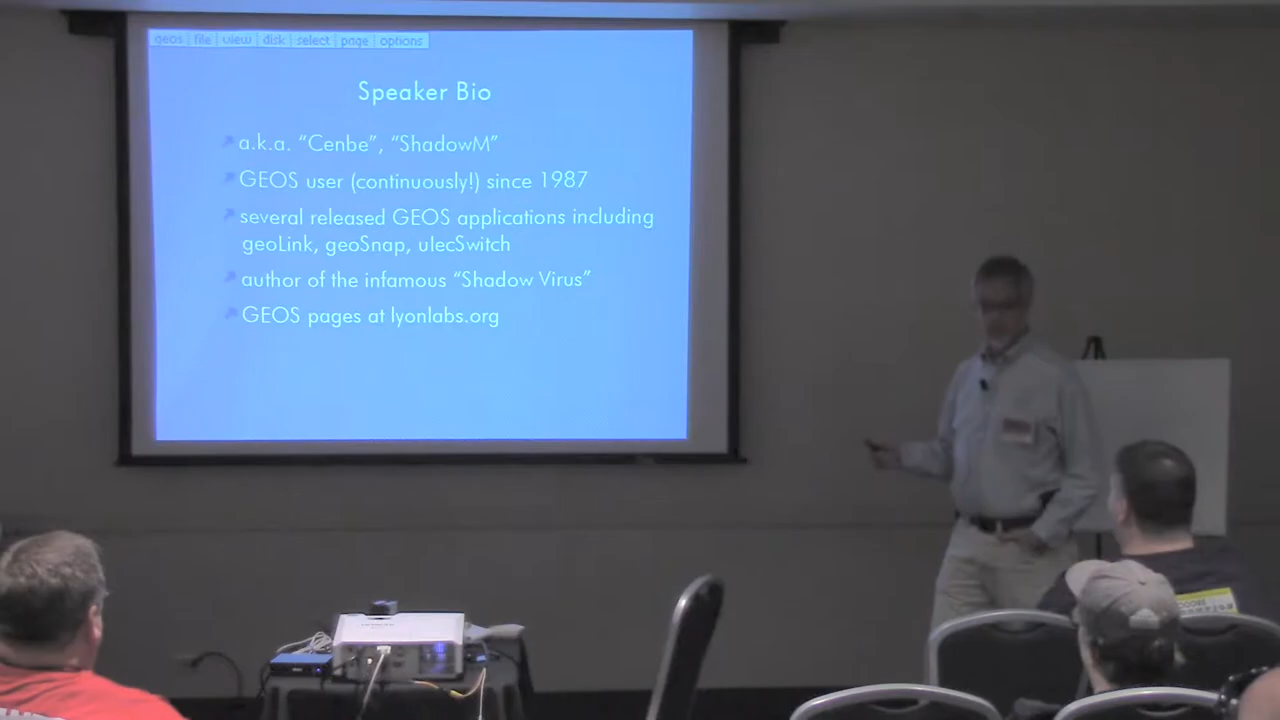 geos file view disk select page options
Speaker Bio
a.k.a. “Cenbe”, “ShadowM”
GEOS user (continuously!) since 1987
several released GEOS applications including
geoLink, geoSnap, ulecSwitch
author of the infamous “Shadow Virus”
GEOS pages at lyonlabs.org